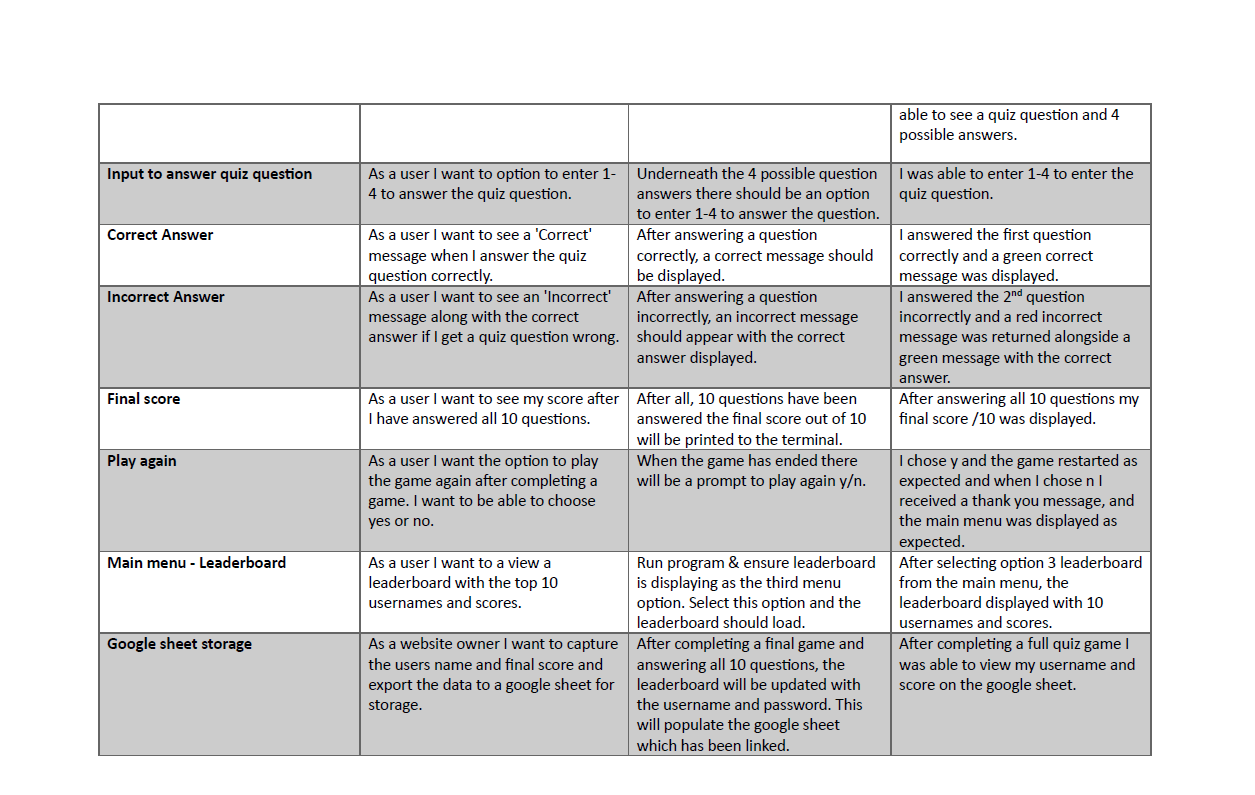 able to see a quiz question and 4
possible answers.
Input to answer quiz question
As a user I want to option to enter 1-
4 to answer the quiz question.
Underneath the 4 possible question
answers there should be an option
to enter 1-4 to answer the question.
I was able to enter 1-4 to enter the
quiz question.
Correct Answer
As a user I want to see a 'Correct'
message when I answer the quiz
question correctly.
After answering a question
correctly, a correct message should
be displayed.
I answered the first question
correctly and a green correct
message was displayed.
Incorrect Answer
As a user I want to see an 'Incorrect'
message along with the correct
answer if I get a quiz question wrong.
After answering a question
incorrectly, an incorrect message
should appear with the correct
answer displayed.
I answered the 2nd question
incorrectly and a red incorrect
message was returned alongside a
green message with the correct
answer.
Final score
As a user I want to see my score after
I have answered all 10 questions.
After all, 10 questions have been
answered the final score out of 10
will be printed to the terminal.
After answering all 10 questions my
final score /10 was displayed.
Play again
As a user I want the option to play
the game again after completing a
game. I want to be able to choose
yes or no.
When the game has ended there
will be a prompt to play again y/n.
I chose y and the game restarted as
expected and when I chose n I
received a thank you message, and
the main menu was displayed as
expected.
Main menu - Leaderboard
As a user I want to a view a
leaderboard with the top 10
usernames and scores.
Run program & ensure leaderboard
is displaying as the third menu
option. Select this option and the
leaderboard should load.
After selecting option 3 leaderboard
from the main menu, the
leaderboard displayed with 10
usernames and scores.
Google sheet storage
As a website owner I want to capture
the users name and final score and
export the data to a google sheet for
storage.
After completing a final game and
answering all 10 questions, the
leaderboard will be updated with
the username and password. This
will populate the google sheet
which has been linked.
After completing a full quiz game I
was able to view my username and
score on the google sheet.